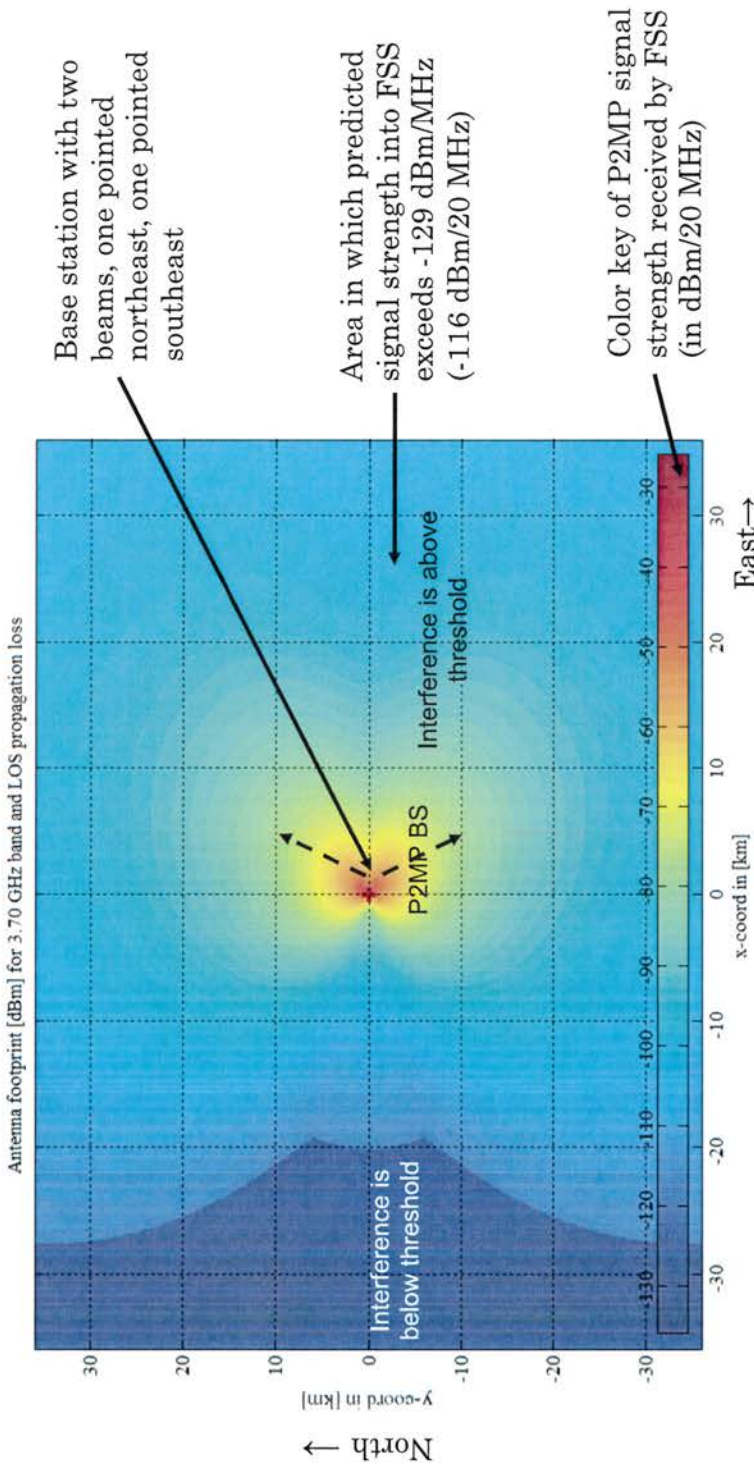 Antenna footprint [dBm] for 3.70 GHz band and LOS propagation loss
Base station with two
beams, one pointed
northeast, one pointed
southeast
Area in which predicted
signal strength into FSS
exceeds -129 dBm/MHz
(-116 dBm/20 MHz)
Color key of P2MP signal
strength received by FSS
(in dBm/20 MHz)
North →
y-coord in [km]
30
20
10
0
-10
-20
-30
Interference is
below threshold
P2MP BS
Interference is above
threshold
-130 -120 -110 -100 -90 -80 -70 -60 -50 -40 -30
-30 -20 -10 0 10 20 30
x-coord in [km]
East→